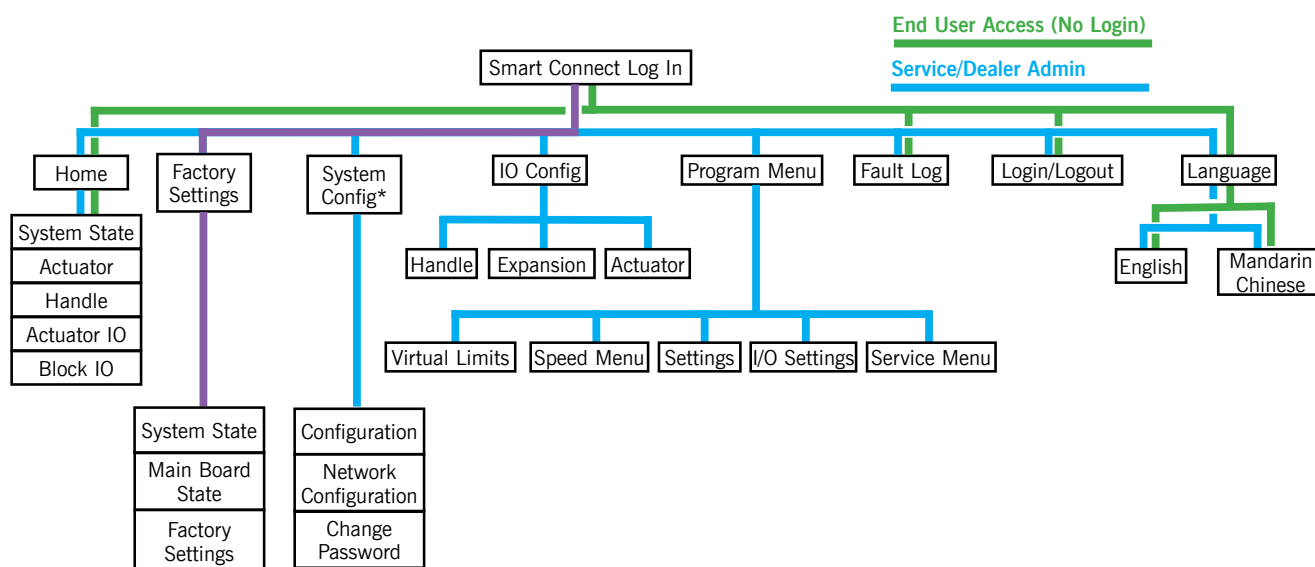 End User Access (No Login)
Smart Connect Log In
Service/Dealer Admin
Home
Factory
Settings
System
Config*
IO Config
Program Menu
Fault Log
Login/Logout
Language
System State
Actuator
Handle
Actuator IO
Block IO
Handle
Expansion
Actuator
English
Mandarin
Chinese
Virtual Limits
Speed Menu
Settings
I/O Settings
Service Menu
System State
Main Board
State
Factory
Settings
Configuration
Network
Configuration
Change
Password